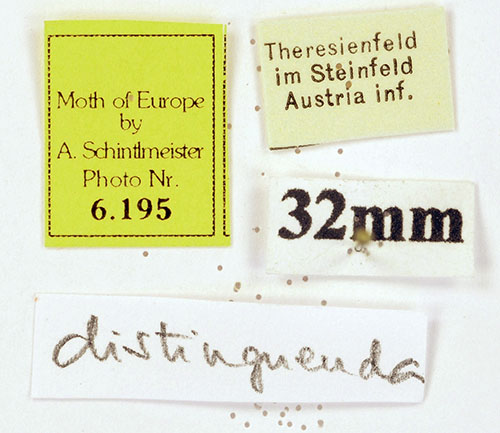 Moth of Europe
by
A. Schintlmeister
Photo Nr.
6.195
Theresienfeld
im Steinfeld
Austria inf.
32mm
distinguenda